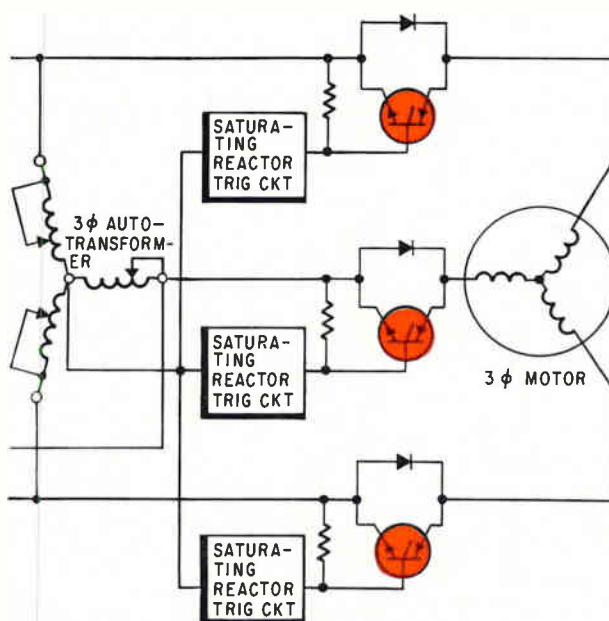 SATURA-
TING
REACTOR
TRIG CKT
3ϕ AUTO-
TRANSFORM-
ER
SATURA-
TING
REACTOR
TRIG CKT
3ϕ MOTOR
SATURA-
TING
REACTOR
TRIG CKT